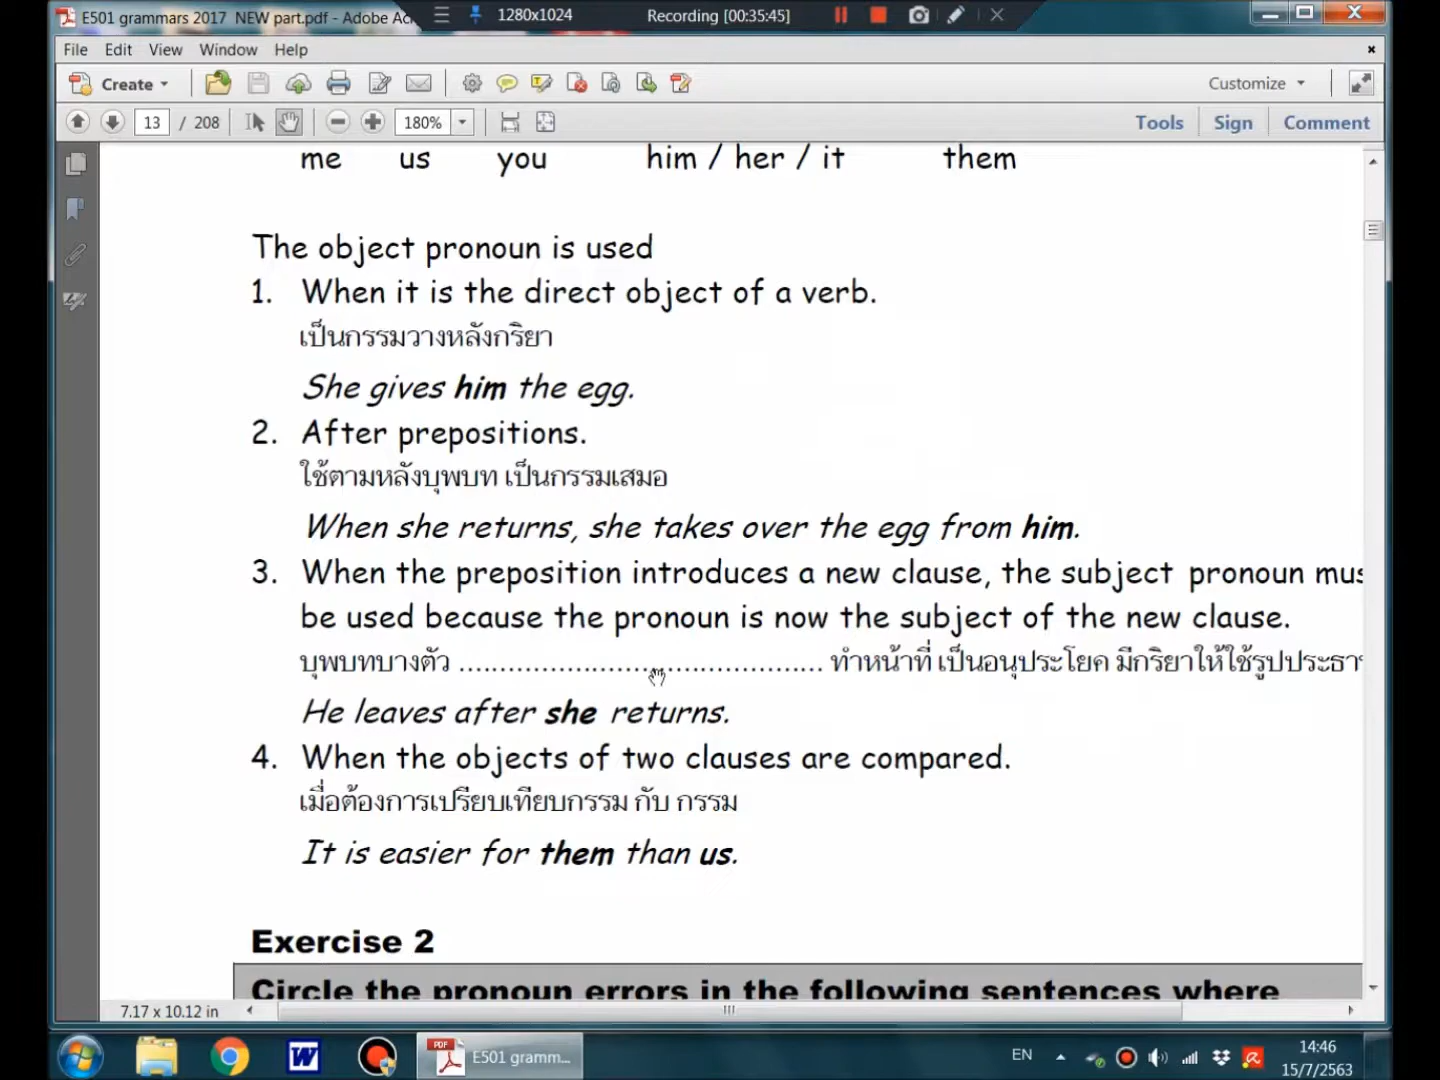 E501 grammars 2017 NEW part.pdf - Adobe Acr
1280x1024
Recording [00:35:45]
File Edit View Window Help
Create
Customize
13 / 208
180%
Tools Sign Comment
me us you him / her / it them
The object pronoun is used
1. When it is the direct object of a verb.
เป็นกรรมวางหลังกริยา
She gives him the egg.
2. After prepositions.
ใช้ตามหลังบุพบท เป็นกรรมเสมอ
When she returns, she takes over the egg from him.
3. When the preposition introduces a new clause, the subject pronoun mus
be used because the pronoun is now the subject of the new clause.
บุพบทบางตัว ............................................ ทำหน้าที่ เป็นอนุประโยค มีกริยาให้ใช้รูปประธาน
He leaves after she returns.
4. When the objects of two clauses are compared.
เมื่อต้องการเปรียบเทียบกรรม กับ กรรม
It is easier for them than us.
Exercise 2
Circle the pronoun errors in the following sentences where
7.17 x 10.12 in
E501 gramm...
EN
14:46
15/7/2563